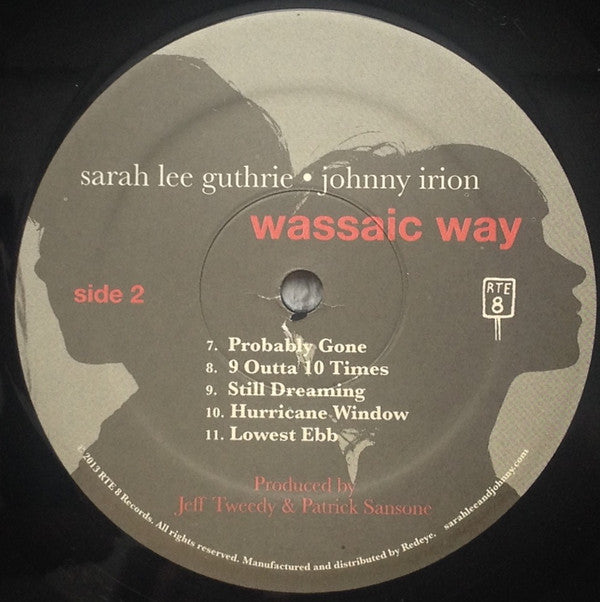 sarah lee guthrie • johnny irion
wassaic way
side 2
RTE
8
7. Probably Gone
8. 9 Outta 10 Times
9. Still Dreaming
10. Hurricane Window
11. Lowest Ebb
Produced by
Jeff Tweedy & Patrick Sansone
© 2013 RTE 8 Records. All rights reserved. Manufactured and distributed by Redeye. sarahleeandjohnny.com